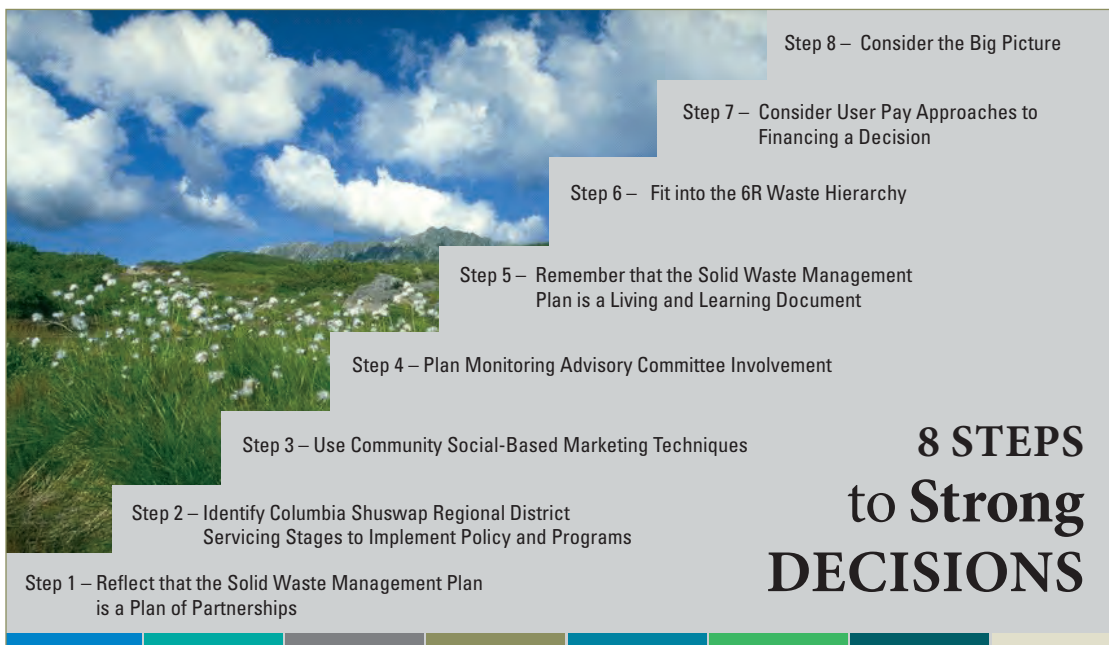 Step 8 – Consider the Big Picture
Step 7 – Consider User Pay Approaches to
Financing a Decision
Step 6 – Fit into the 6R Waste Hierarchy
Step 5 – Remember that the Solid Waste Management
Plan is a Living and Learning Document
Step 4 – Plan Monitoring Advisory Committee Involvement
Step 3 – Use Community Social-Based Marketing Techniques
Step 2 – Identify Columbia Shuswap Regional District
Servicing Stages to Implement Policy and Programs
Step 1 – Reflect that the Solid Waste Management Plan
is a Plan of Partnerships
8 STEPS
to Strong
DECISIONS